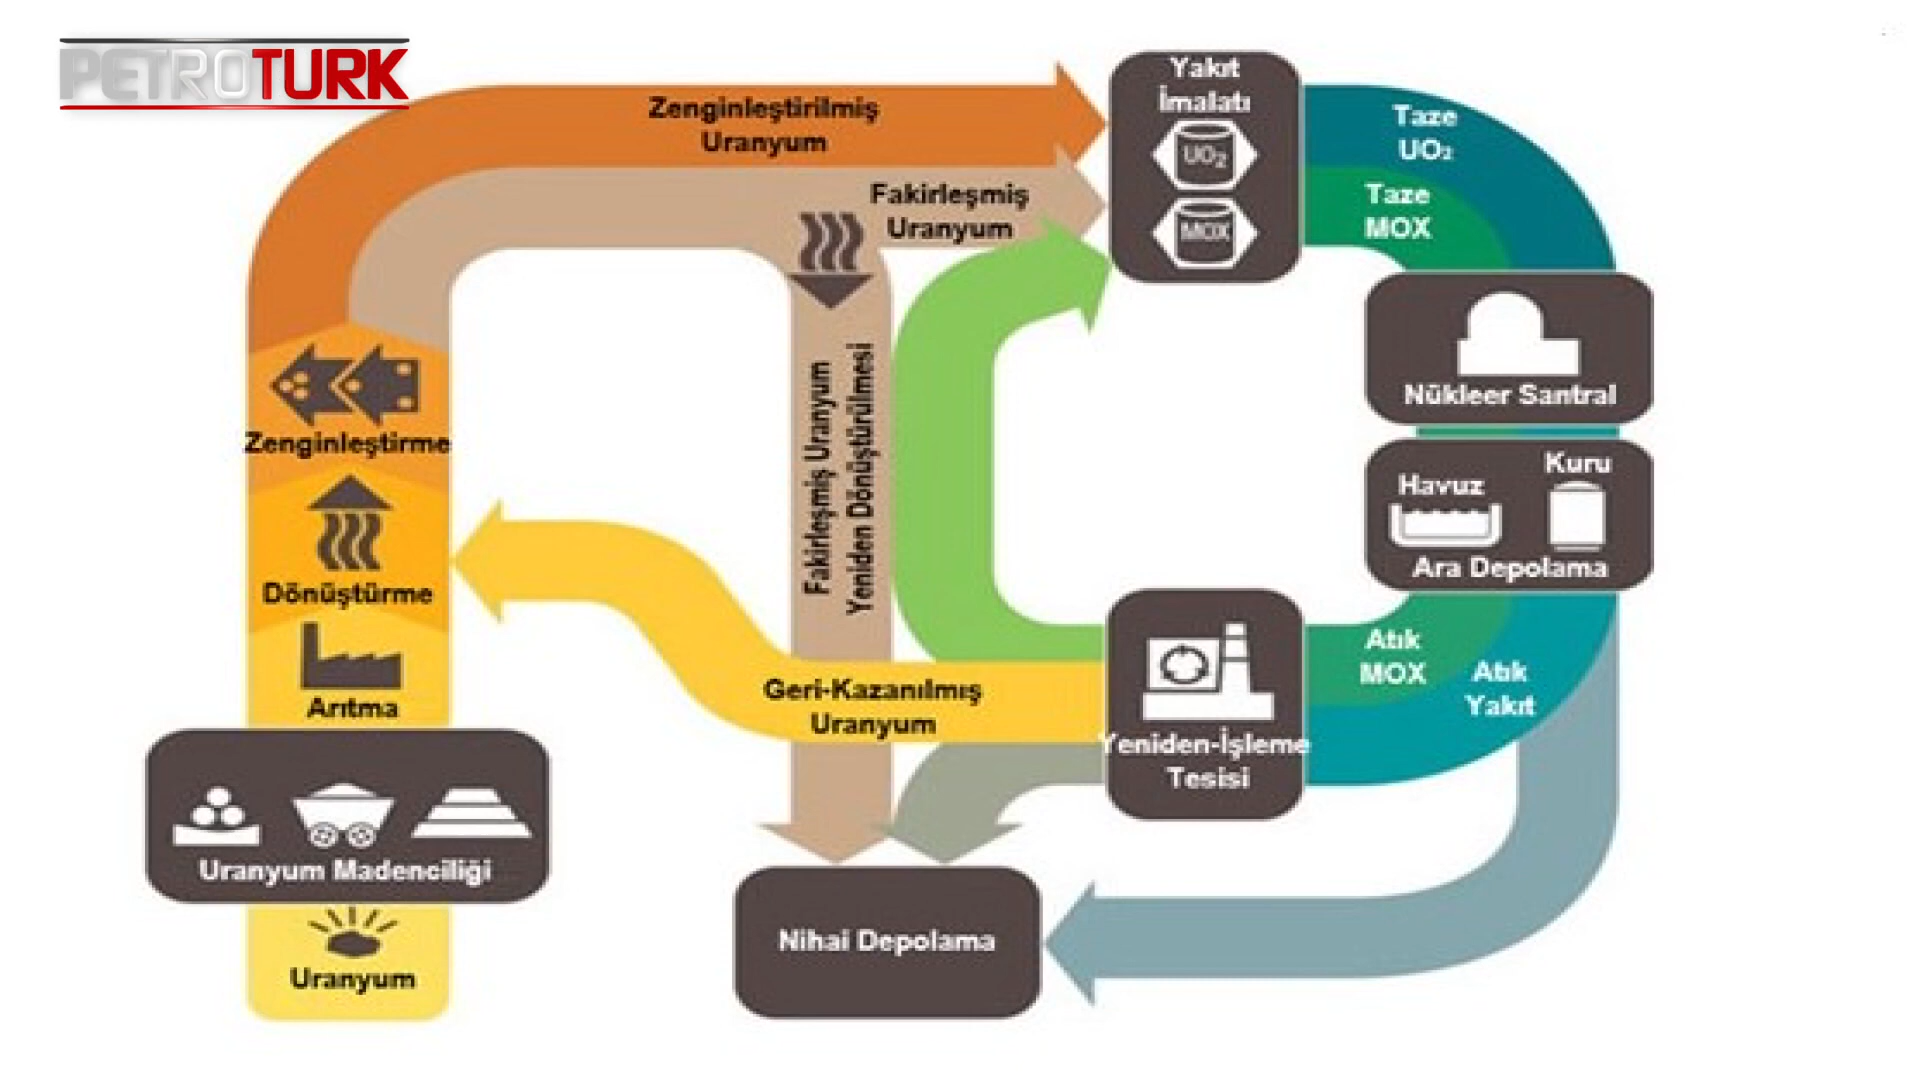 PETROTURK
Zenginleştirilmiş
Uranyum
Yakıt
İmalatı
UO₂
MOX
Taze
UO₂
Taze
MOX
Fakirleşmiş
Uranyum
Fakirleşmiş Uranyum
Yeniden Dönüştürülmesi
Nükleer Santral
Havuz
Kuru
Ara Depolama
Zenginleştirme
Dönüştürme
Arıtma
Geri-Kazanılmış
Uranyum
Yeniden-İşleme
Tesisi
Atık
MOX
Atık
Yakıt
Uranyum Madenciliği
Uranyum
Nihai Depolama